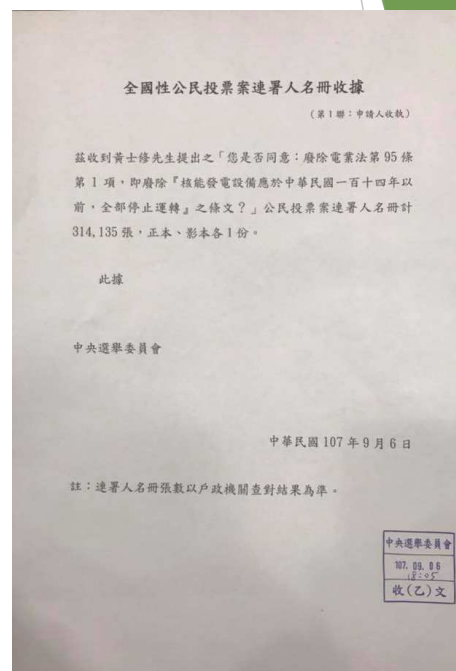 全國性公民投票案連署人名冊收據
（第1聯：申請人收執）
茲收到黃士修先生提出之「您是否同意：廢除電業法第95條
第1項，即廢除『核能發電設備應於中華民國一百十四年以
前，全部停止運轉』之條文？」公民投票案連署人名冊計
314,135張，正本、影本各1份。
此據
中央選舉委員會
中華民國107年9月6日
註：連署人名冊張數以戶政機關查對結果為準。
中央選舉委員會
107. 09. 06
18:05
收(乙)文